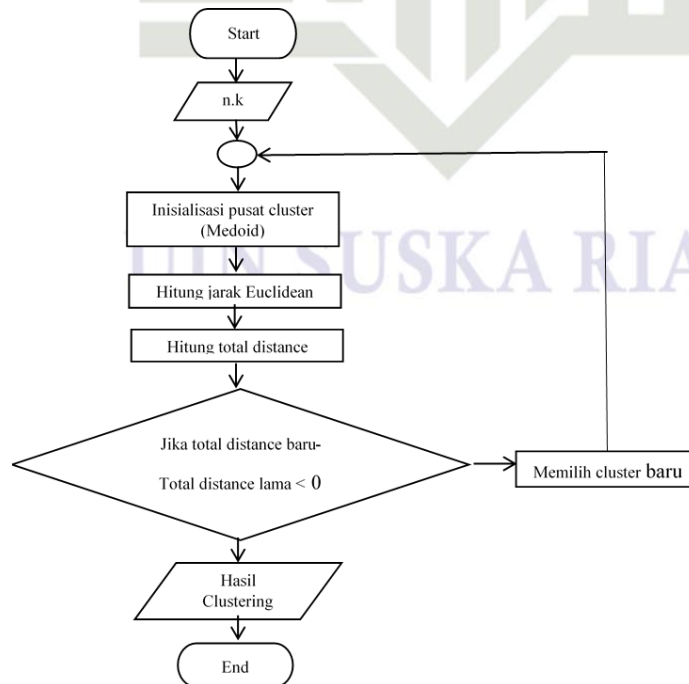 Start
n.k
Inisialisasi pusat cluster
(Medoid)
UIN SUSKA RIA
Hitung jarak Euclidean
Hitung total distance
Jika total distance baru-
Total distance lama < 0
Memilih cluster baru
Hasil
Clustering
End